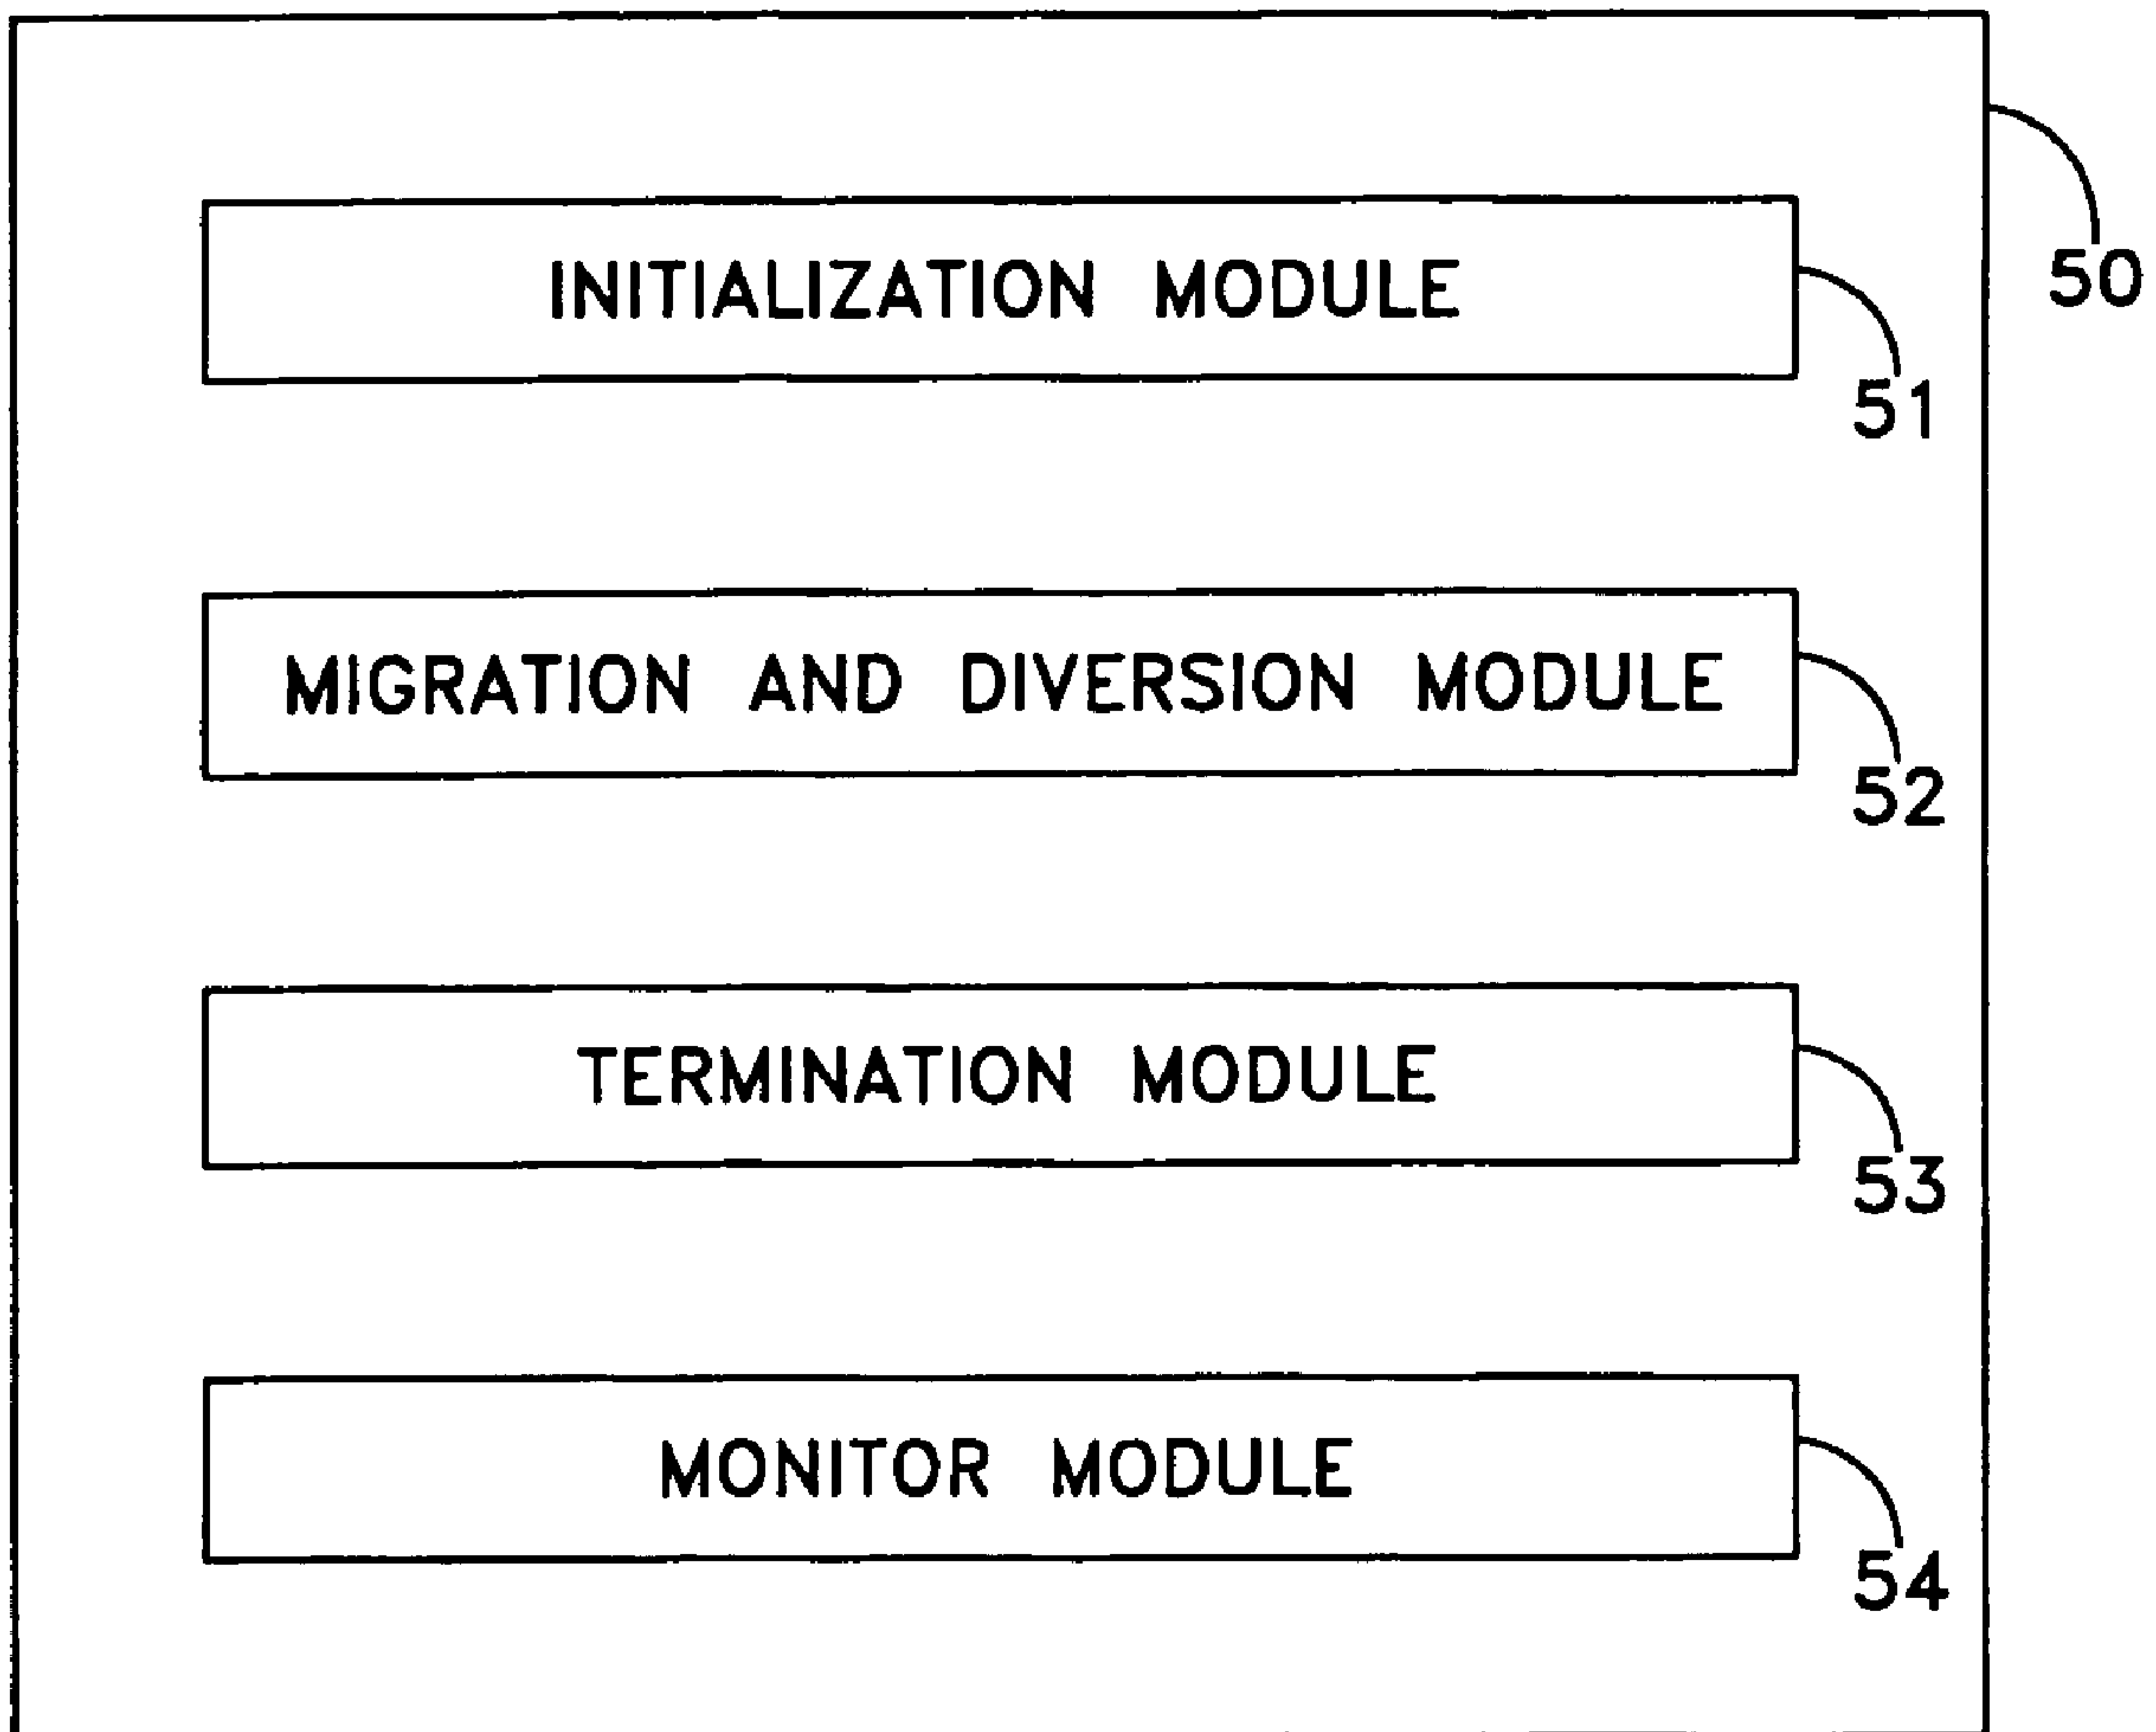 INITIALIZATION MODULE
50
51
MIGRATION AND DIVERSION MODULE
52
TERMINATION MODULE
53
MONITOR MODULE
54